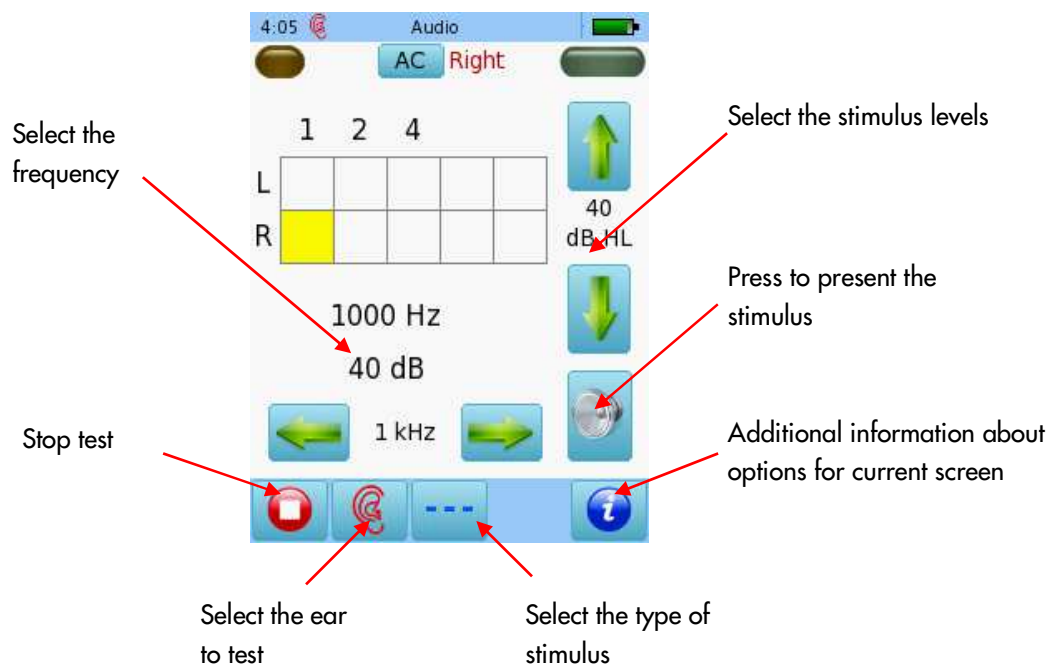 4:05 Audio
AC Right
Select the
frequency
1 2 4
L
R
40
dB HL
1000 Hz
40 dB
1 kHz
Select the stimulus levels
Press to present the
stimulus
Stop test
Additional information about
options for current screen
i
Select the ear
to test
Select the type of
stimulus